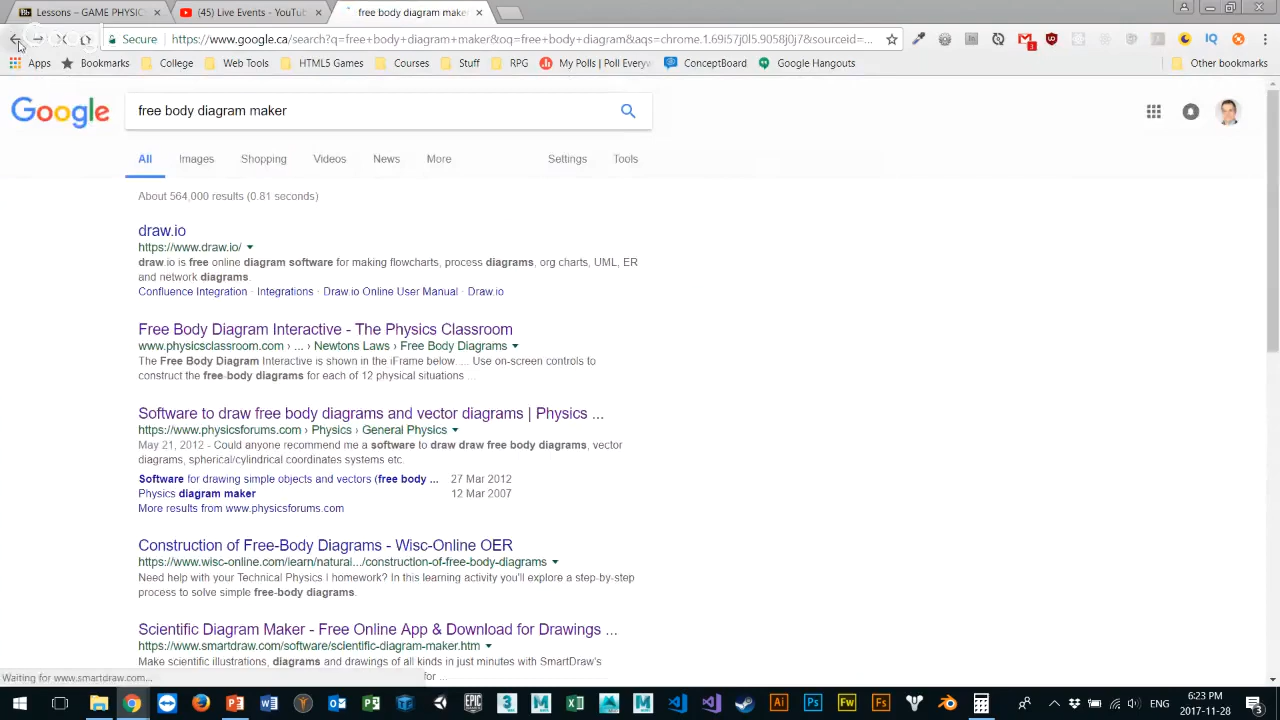 Lessons – GAME PHYSIC
(45) Live Events - YouTu
free body diagram make
Secure
https://www.google.ca/search?q=free+body+diagram+maker&oq=free+body+diagram&aqs=chrome.1.69i57j0l5.9058j0j7&sourceid=...
3
IQ
Apps
Bookmarks
College
Web Tools
HTML5 Games
Courses
Stuff
RPG
My Polls | Poll Everyw
ConceptBoard
Google Hangouts
Other bookmarks
Google
free body diagram maker
All
Images
Shopping
Videos
News
More
Settings
Tools
About 564,000 results (0.81 seconds)
draw.io
https://www.draw.io/
draw.io is free online diagram software for making flowcharts, process diagrams, org charts, UML, ER
and network diagrams.
Confluence Integration · Integrations · Draw.io Online User Manual · Draw.io
Free Body Diagram Interactive - The Physics Classroom
www.physicsclassroom.com › ... › Newtons Laws › Free Body Diagrams
The Free Body Diagram Interactive is shown in the iFrame below. ... Use on-screen controls to
construct the free-body diagrams for each of 12 physical situations ...
Software to draw free body diagrams and vector diagrams | Physics ...
https://www.physicsforums.com › Physics › General Physics
May 21, 2012 - Could anyone recommend me a software to draw draw free body diagrams, vector
diagrams, spherical/cylindrical coordinates systems etc.
Software for drawing simple objects and vectors (free body ...
27 Mar 2012
Physics diagram maker
12 Mar 2007
More results from www.physicsforums.com
Construction of Free-Body Diagrams - Wisc-Online OER
https://www.wisc-online.com/learn/natural.../construction-of-free-body-diagrams
Need help with your Technical Physics I homework? In this learning activity you'll explore a step-by-step
process to solve simple free-body diagrams.
Scientific Diagram Maker - Free Online App & Download for Drawings ...
https://www.smartdraw.com/software/scientific-diagram-maker.htm
Make scientific illustrations, diagrams and drawings of all kinds in just minutes with SmartDraw's
Waiting for www.smartdraw.com...
EPIC
3
M
M
Ai
Ps
Fw
Fs
ENG
6:23 PM
2017-11-28
3